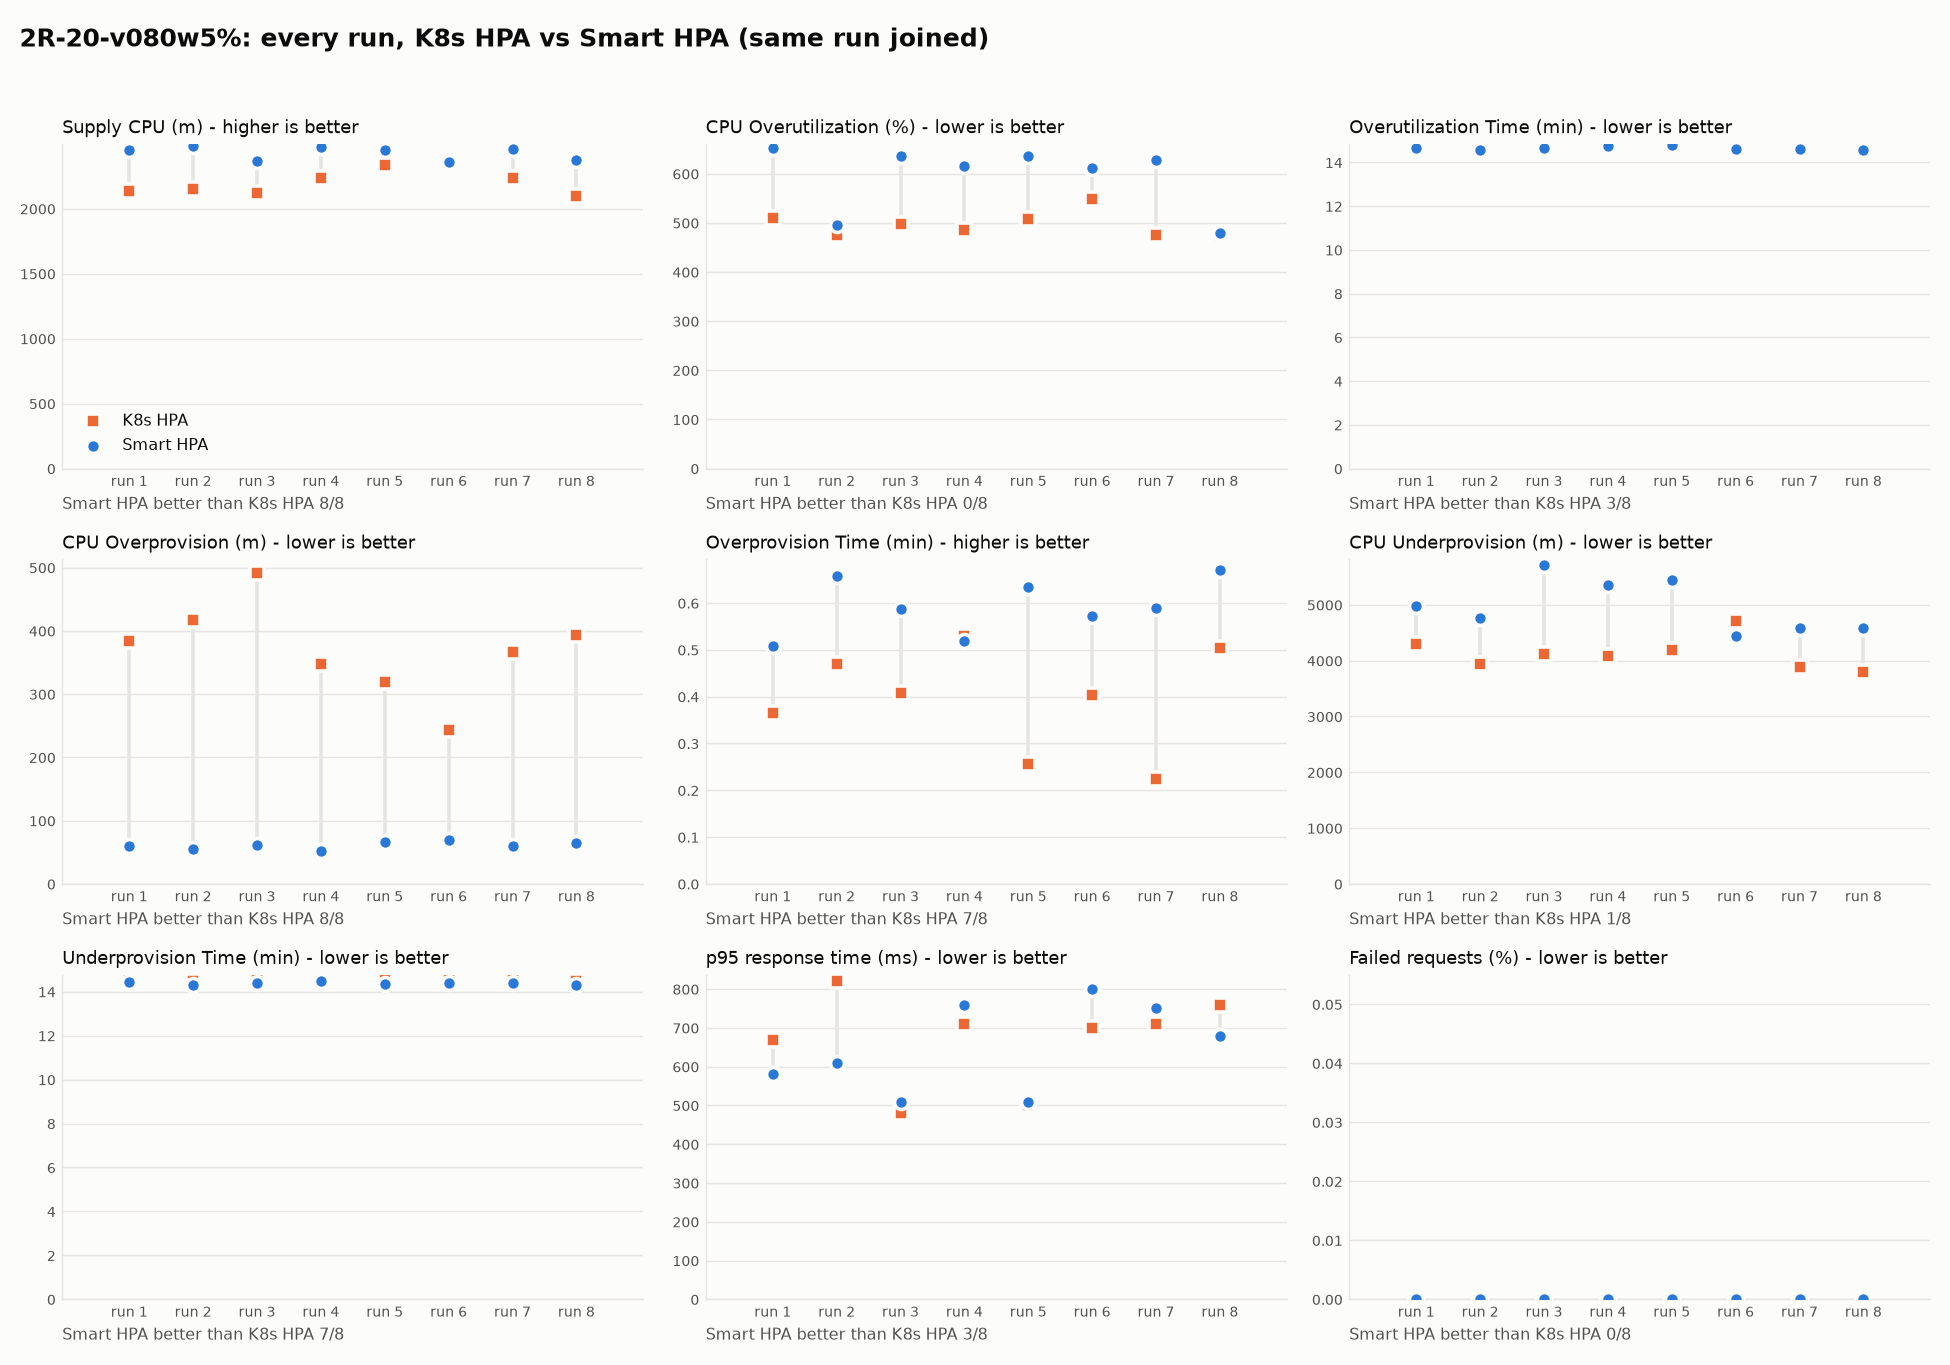 2R-20-v080w5%: every run, K8s HPA vs Smart HPA (same run joined)
Supply CPU (m) - higher is better
2000
1500
1000
500
0
K8s HPA
Smart HPA
run 1 run 2 run 3 run 4 run 5 run 6 run 7 run 8
Smart HPA better than K8s HPA 8/8
CPU Overutilization (%) - lower is better
600
500
400
300
200
100
0
run 1 run 2 run 3 run 4 run 5 run 6 run 7 run 8
Smart HPA better than K8s HPA 0/8
Overutilization Time (min) - lower is better
14
12
10
8
6
4
2
0
run 1 run 2 run 3 run 4 run 5 run 6 run 7 run 8
Smart HPA better than K8s HPA 3/8
CPU Overprovision (m) - lower is better
500
400
300
200
100
0
run 1 run 2 run 3 run 4 run 5 run 6 run 7 run 8
Smart HPA better than K8s HPA 8/8
Overprovision Time (min) - higher is better
0.6
0.5
0.4
0.3
0.2
0.1
0.0
run 1 run 2 run 3 run 4 run 5 run 6 run 7 run 8
Smart HPA better than K8s HPA 7/8
CPU Underprovision (m) - lower is better
5000
4000
3000
2000
1000
0
run 1 run 2 run 3 run 4 run 5 run 6 run 7 run 8
Smart HPA better than K8s HPA 1/8
Underprovision Time (min) - lower is better
14
12
10
8
6
4
2
0
run 1 run 2 run 3 run 4 run 5 run 6 run 7 run 8
Smart HPA better than K8s HPA 7/8
p95 response time (ms) - lower is better
800
700
600
500
400
300
200
100
0
run 1 run 2 run 3 run 4 run 5 run 6 run 7 run 8
Smart HPA better than K8s HPA 3/8
Failed requests (%) - lower is better
0.05
0.04
0.03
0.02
0.01
0.00
run 1 run 2 run 3 run 4 run 5 run 6 run 7 run 8
Smart HPA better than K8s HPA 0/8